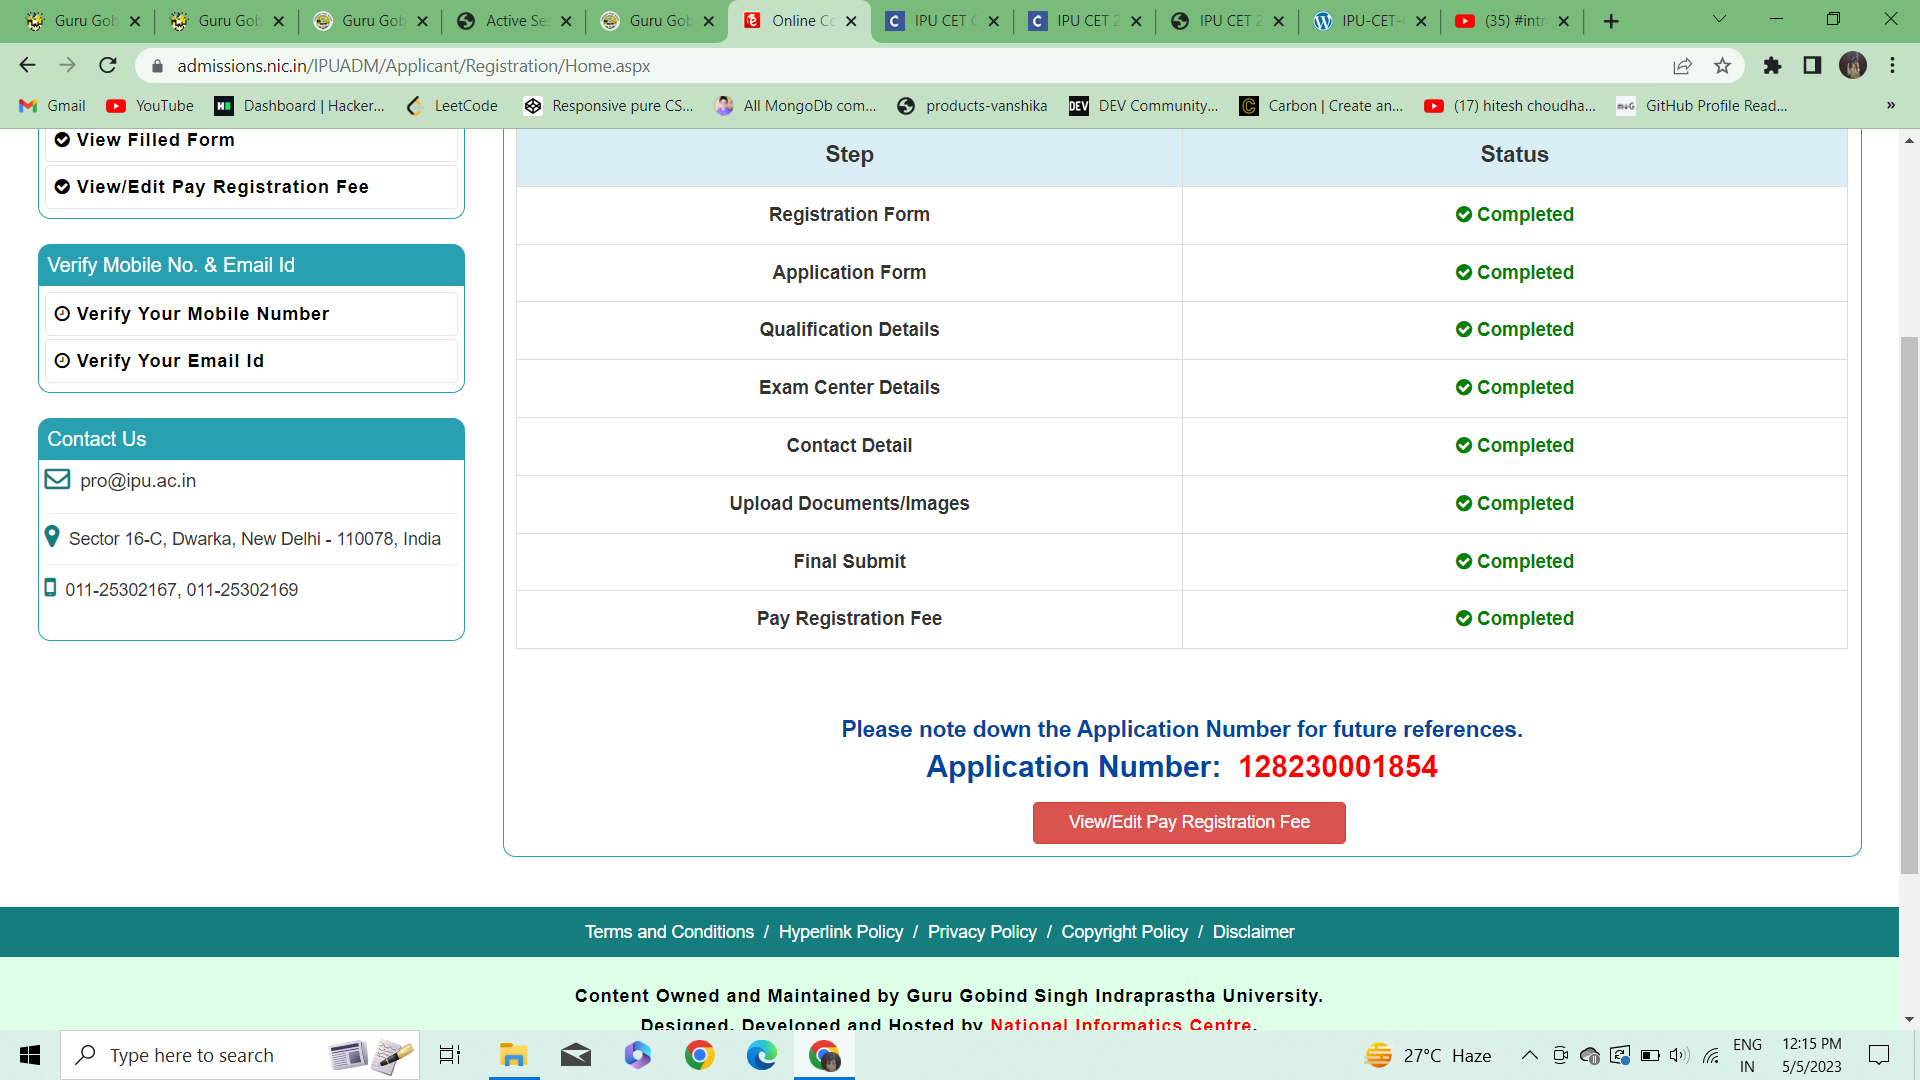 Guru Gob
Guru Gob
Guru Gob
Active Se
Guru Gob
Online Co
IPU CET
IPU CET 2
IPU CET 2
IPU-CET-
(35) #intr
admissions.nic.in/IPUADM/Applicant/Registration/Home.aspx
Gmail
YouTube
Dashboard | Hacker...
LeetCode
Responsive pure CS...
All MongoDb com...
products-vanshika
DEV Community...
Carbon | Create an...
(17) hitesh choudha...
GitHub Profile Read...
»
View Filled Form
View/Edit Pay Registration Fee
Verify Mobile No. & Email Id
Verify Your Mobile Number
Verify Your Email Id
Contact Us
pro@ipu.ac.in
Sector 16-C, Dwarka, New Delhi - 110078, India
011-25302167, 011-25302169
Step Status
Registration Form Completed
Application Form Completed
Qualification Details Completed
Exam Center Details Completed
Contact Detail Completed
Upload Documents/Images Completed
Final Submit Completed
Pay Registration Fee Completed
Please note down the Application Number for future references.
Application Number: 128230001854
View/Edit Pay Registration Fee
Terms and Conditions / Hyperlink Policy / Privacy Policy / Copyright Policy / Disclaimer
Content Owned and Maintained by Guru Gobind Singh Indraprastha University.
Designed, Developed and Hosted by National Informatics Centre.
Type here to search
27°C Haze
ENG
IN
12:15 PM
5/5/2023